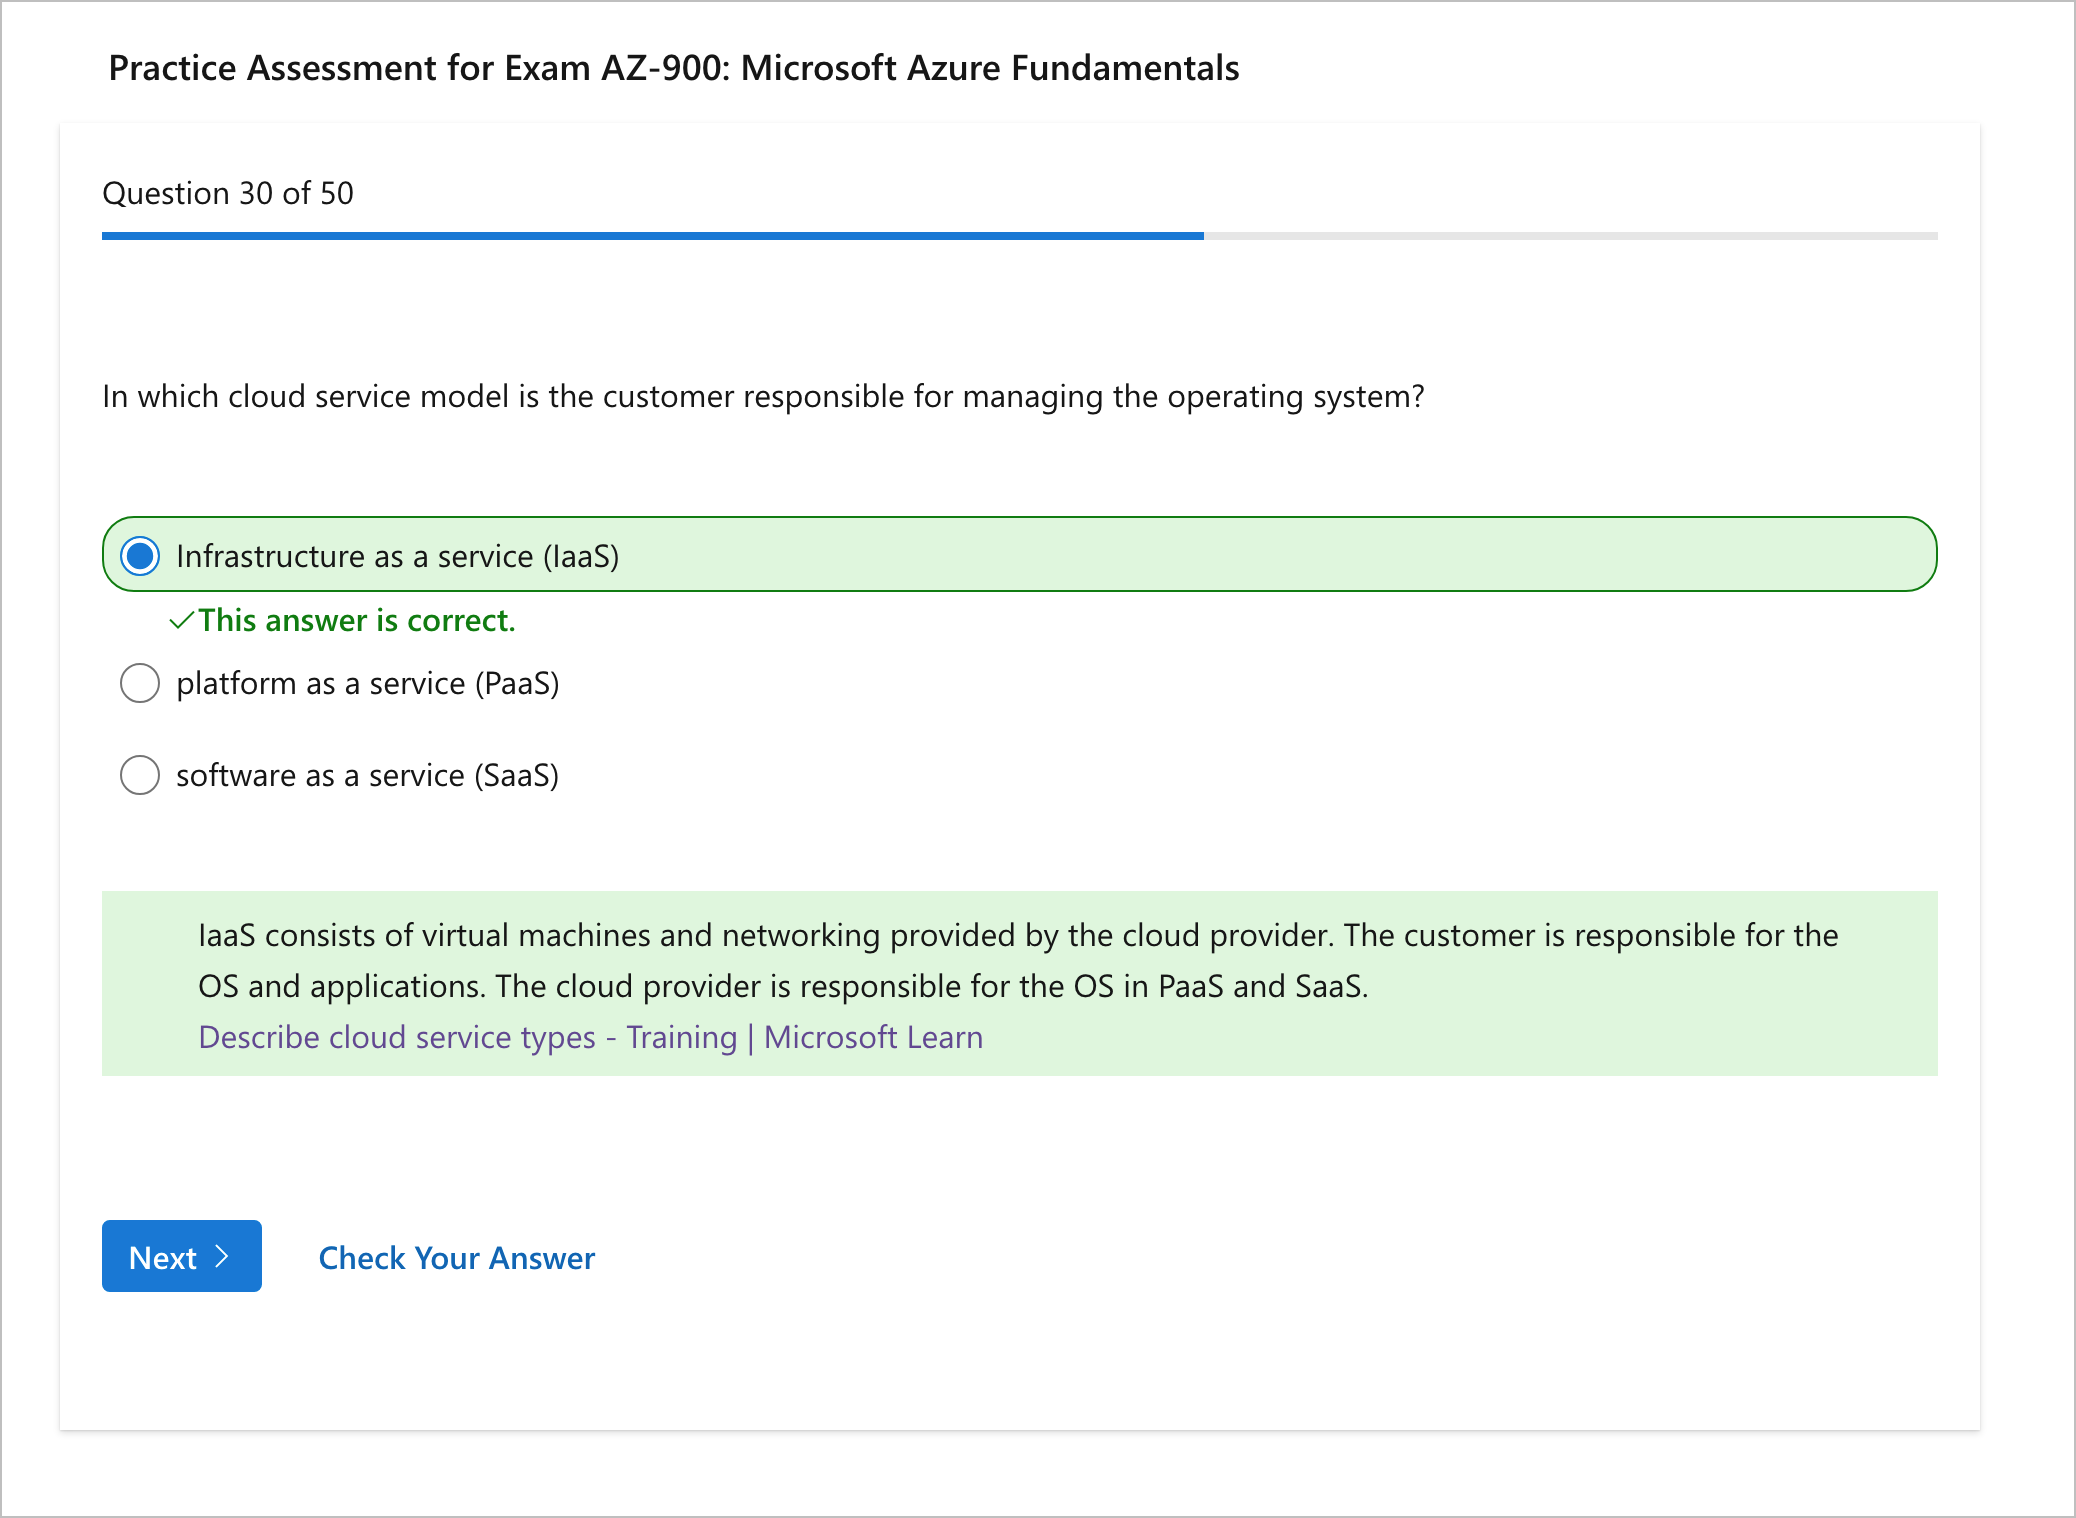 Practice Assessment for Exam AZ-900: Microsoft Azure Fundamentals
Question 30 of 50
In which cloud service model is the customer responsible for managing the operating system?
Infrastructure as a service (IaaS)
This answer is correct.
platform as a service (PaaS)
software as a service (SaaS)
IaaS consists of virtual machines and networking provided by the cloud provider. The customer is responsible for the
OS and applications. The cloud provider is responsible for the OS in PaaS and SaaS.
Describe cloud service types - Training | Microsoft Learn
Next
Check Your Answer